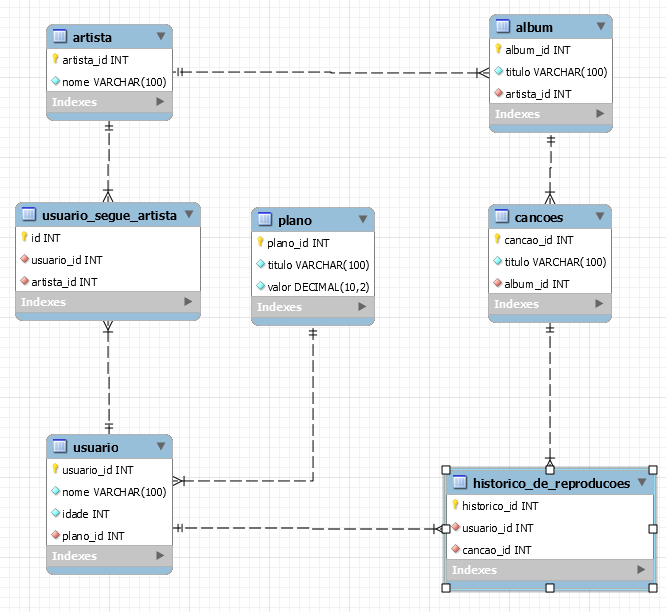 artista
artista_id INT
nome VARCHAR(100)
Indexes
album
album_id INT
titulo VARCHAR(100)
artista_id INT
Indexes
usuario_segue_artista
id INT
usuario_id INT
artista_id INT
Indexes
plano
plano_id INT
titulo VARCHAR(100)
valor DECIMAL(10,2)
Indexes
cancoes
cancao_id INT
titulo VARCHAR(100)
album_id INT
Indexes
usuario
usuario_id INT
nome VARCHAR(100)
idade INT
plano_id INT
Indexes
historico_de_reproducoes
historico_id INT
usuario_id INT
cancao_id INT
Indexes